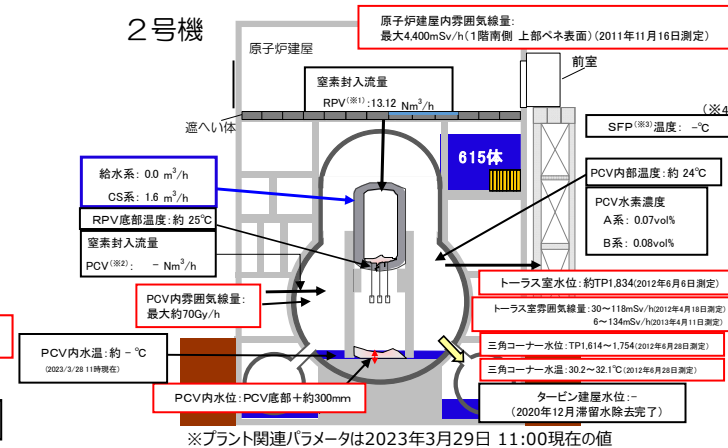 2号機
原子炉建屋内雰囲気線量:
最大4,400mSv/h(1階南側 上部ペネ表面)(2011年11月16日測定)
原子炉建屋
前室
窒素封入流量
RPV(※1):13.12 Nm3/h
(※4
遮へい体
SFP(※3)温度: -℃
615体
給水系: 0.0 m3/h
CS系: 1.6 m3/h
PCV内部温度:約 24℃
RPV底部温度:約 25℃
PCV水素濃度
A系: 0.07vol%
B系: 0.08vol%
窒素封入流量
PCV(※2): - Nm3/h
トーラス室水位:約TP1,834(2012年6月6日測定)
PCV内雰囲気線量:
最大約70Gy/h
トーラス室雰囲気線量:30~118mSv/h(2012年4月18日測定)
6~134mSv/h(2013年4月11日測定)
三角コーナー水位:TP1,614~1,754(2012年6月28日測定)
PCV内水温:約 - ℃
(2023/3/28 11時現在)
三角コーナー水温:30.2~32.1℃(2012年6月28日測定)
PCV内水位:PCV底部+約300mm
タービン建屋水位:-
(2020年12月滞留水除去完了)
※プラント関連パラメータは2023年3月29日 11:00現在の値